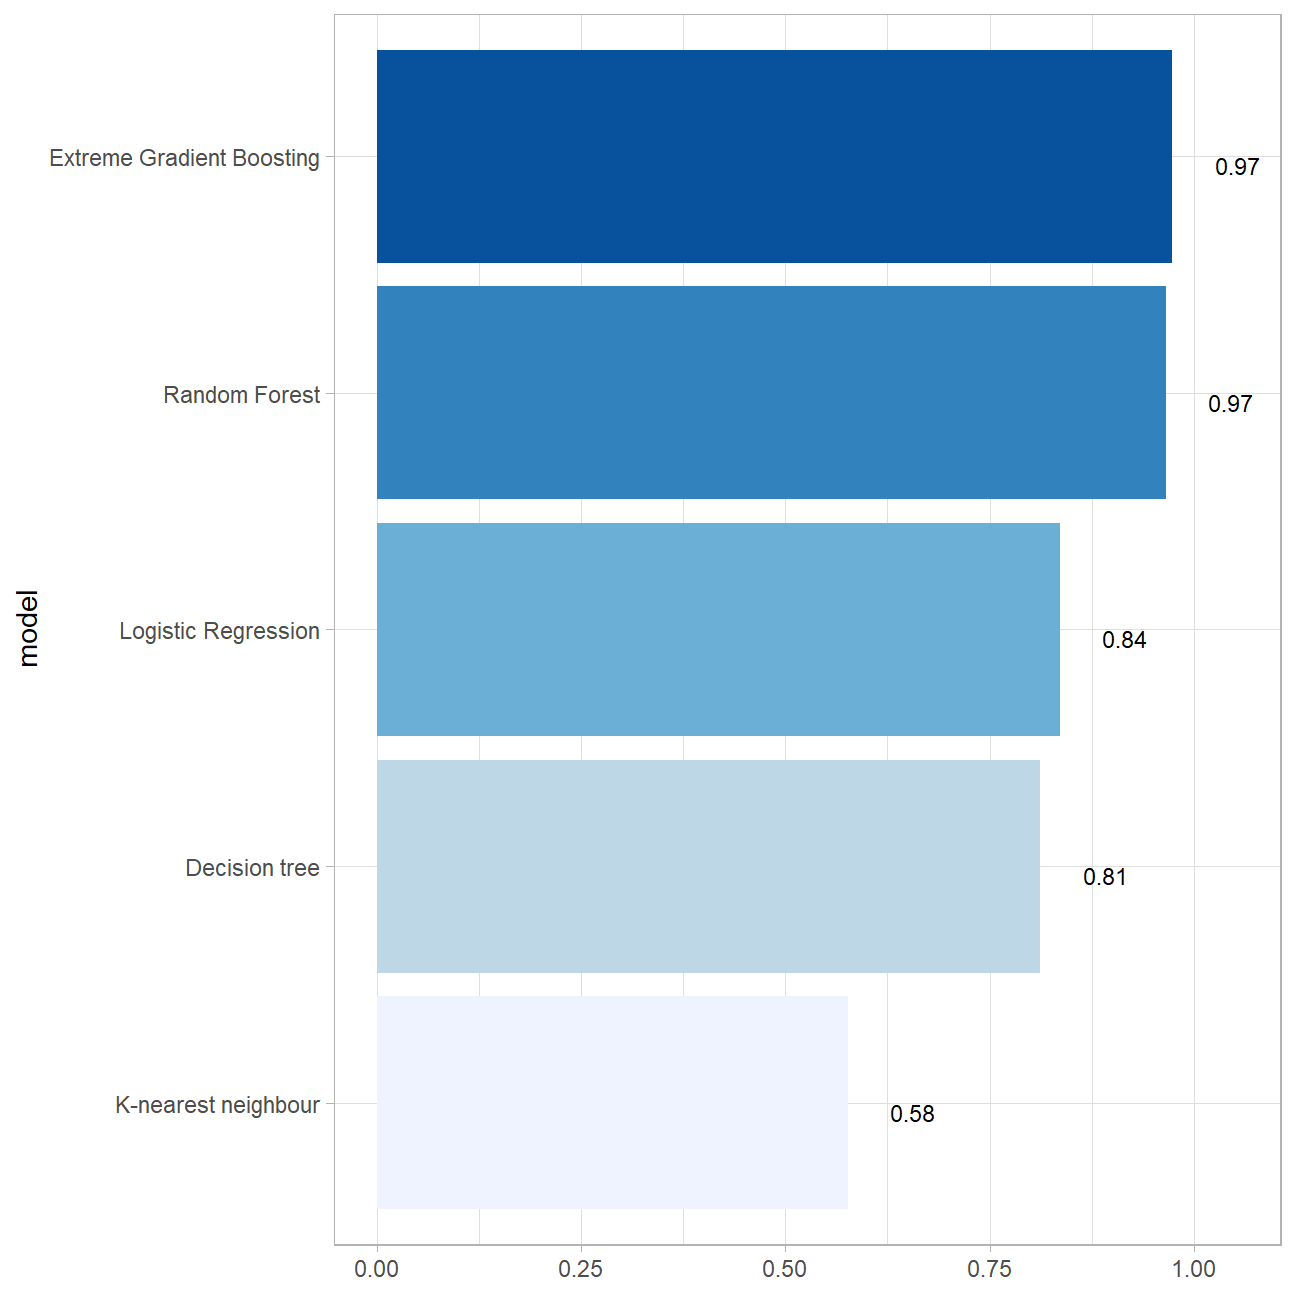 Extreme Gradient Boosting
0.97
Random Forest
0.97
model
Logistic Regression
0.84
Decision tree
0.81
K-nearest neighbour
0.58
0.00 0.25 0.50 0.75 1.00